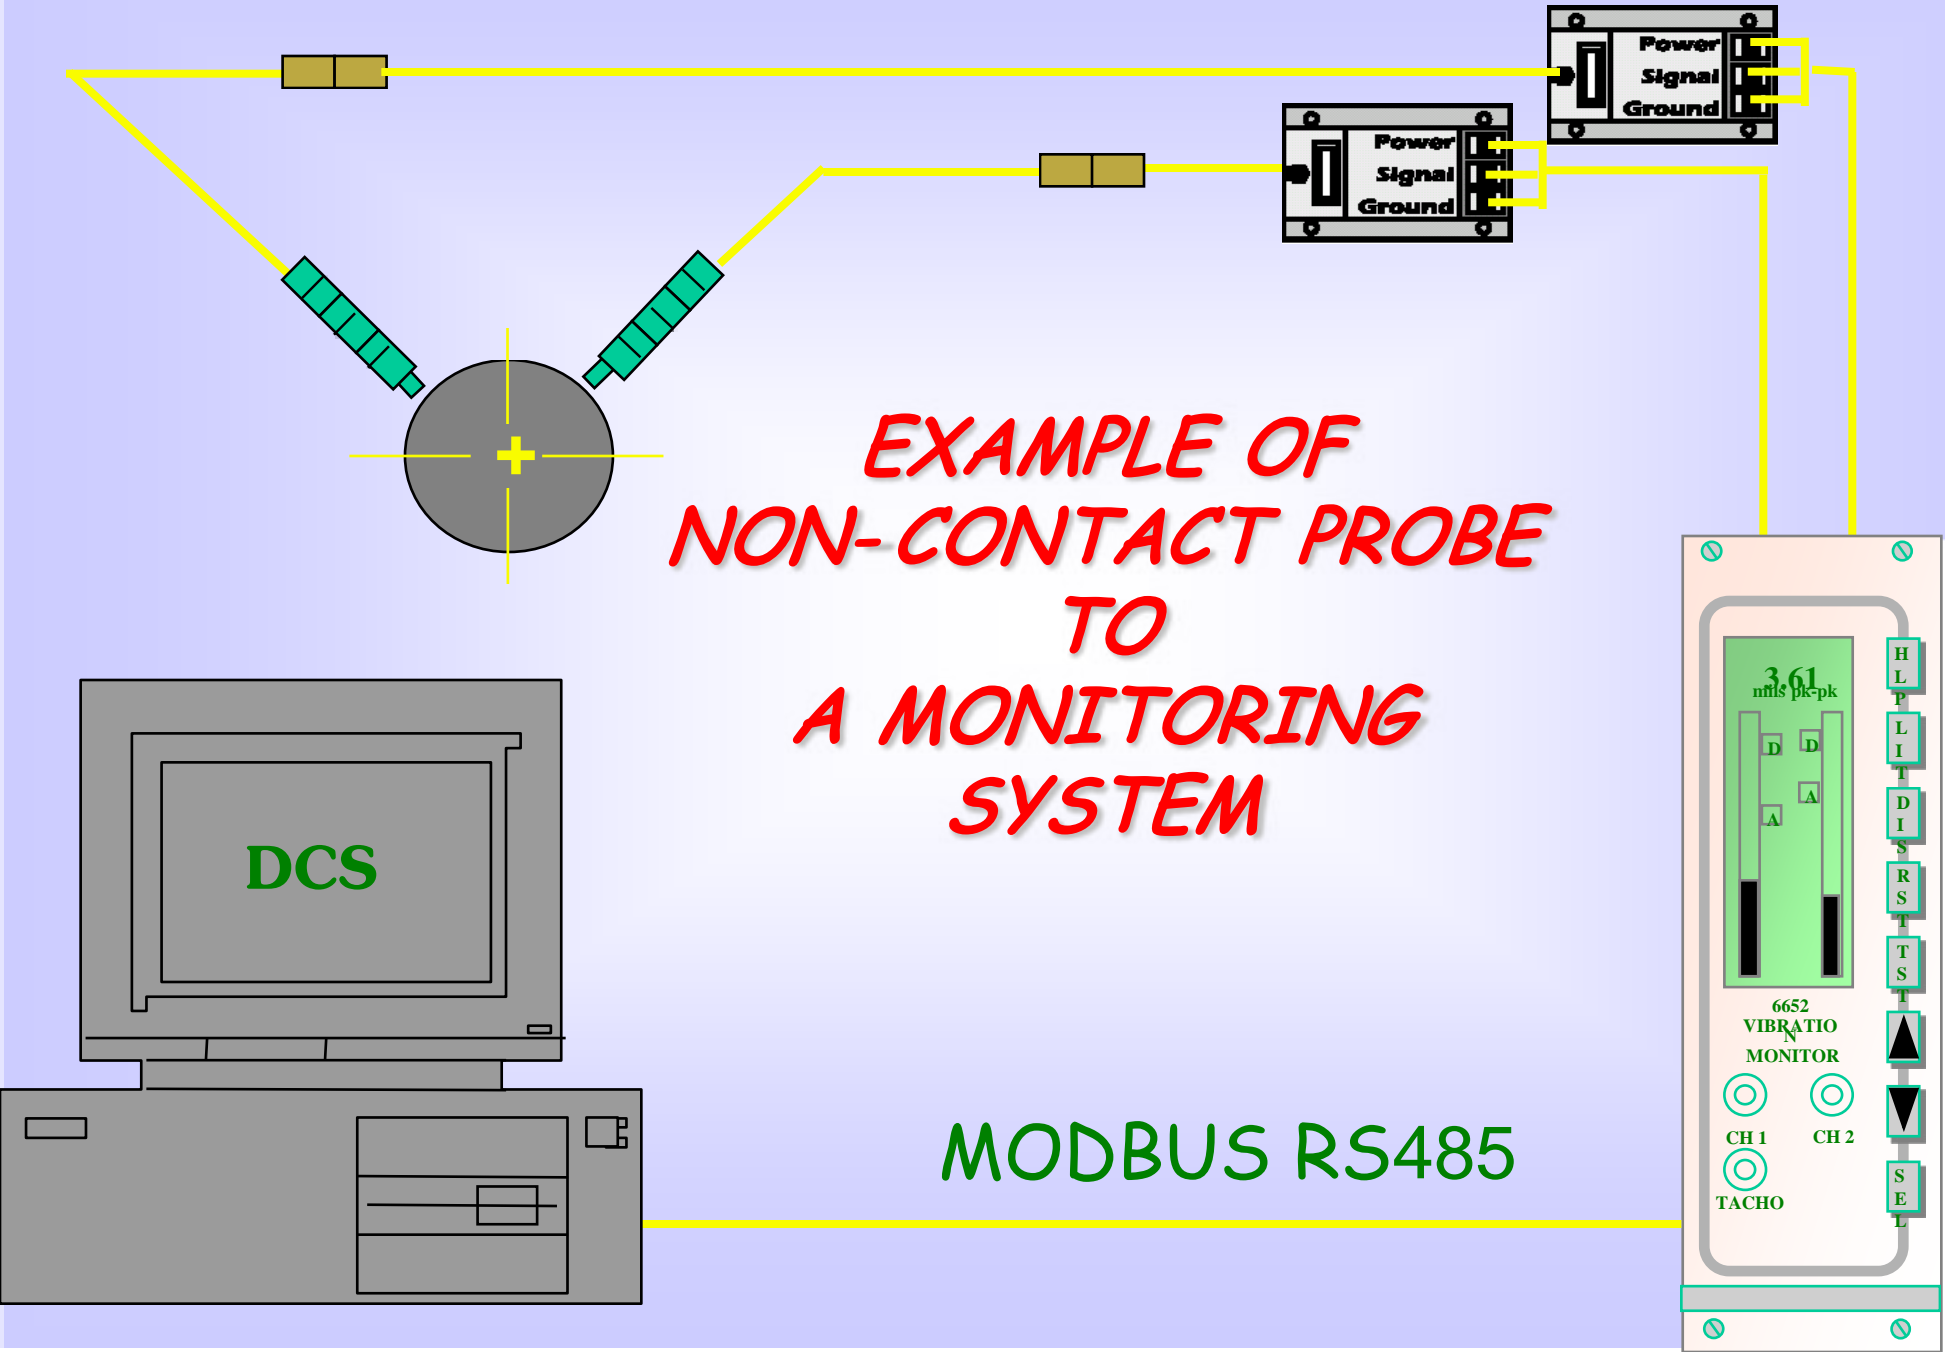 Power
Signal
Ground
Power
Signal
Ground
EXAMPLE OF
NON-CONTACT PROBE
TO
A MONITORING
SYSTEM
DCS
MODBUS RS485
3.61
mils pk-pk
D
D
A
A
6652
VIBRATIO
N
MONITOR
CH 1
CH 2
TACHO
H
L
P
L
I
T
D
I
S
R
S
T
T
S
T
S
E
L